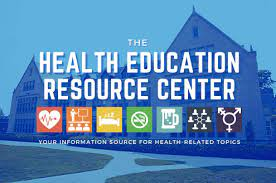 THE
HEALTH EDUCATION
RESOURCE CENTER
YOUR INFORMATION SOURCE FOR HEALTH-RELATED TOPICS